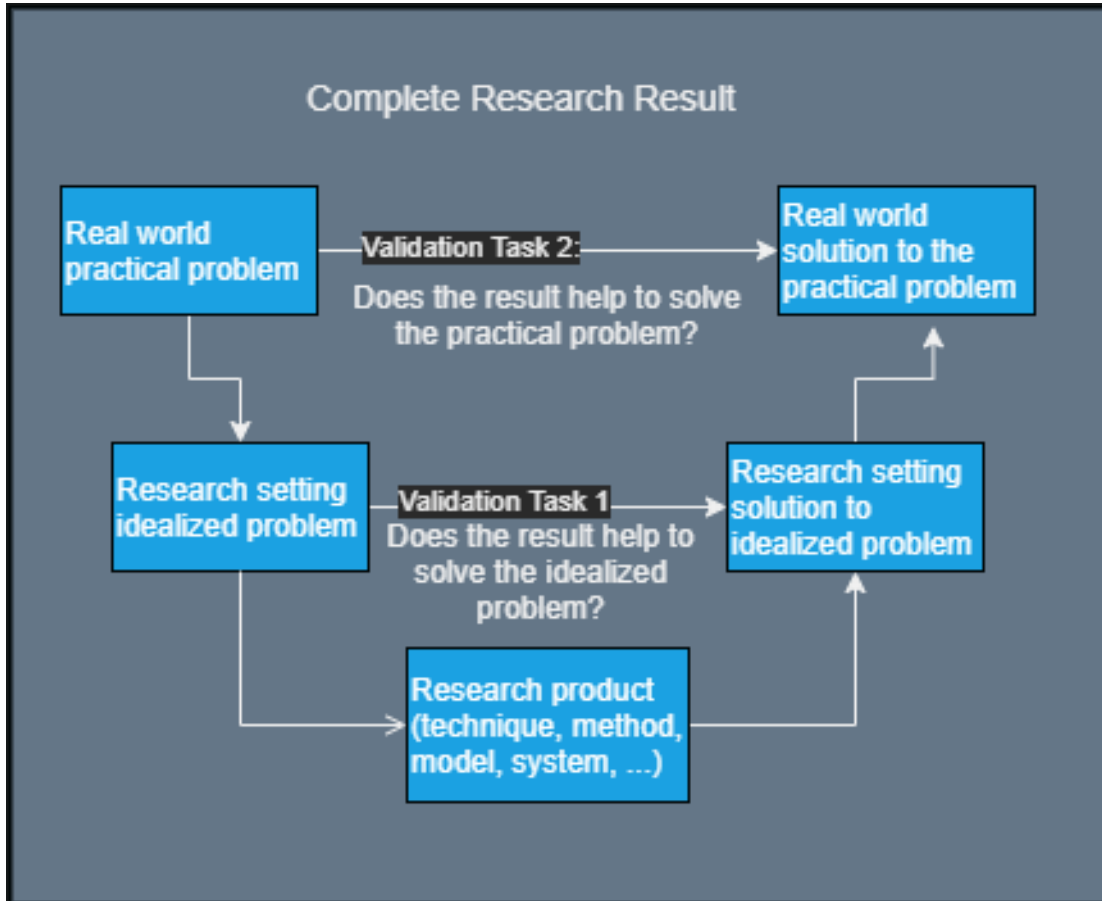 Complete Research Result
Real world
practical problem
Validation Task 2:
Does the result help to solve
the practical problem?
Real world
solution to the
practical problem
Research setting
idealized problem
Validation Task 1
Does the result help to
solve the idealized
problem?
Research setting
solution to
idealized problem
Research product
(technique, method,
model, system, ...)